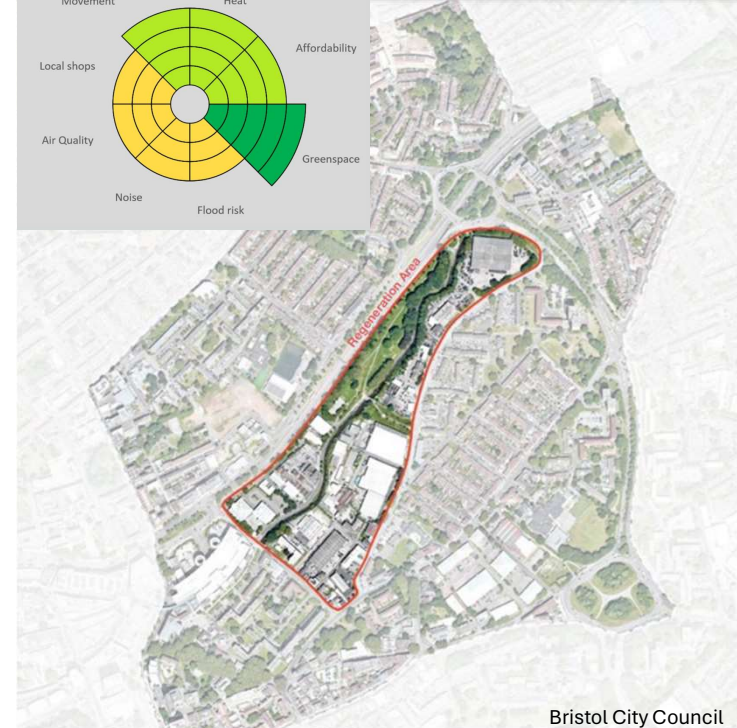 Movement
Heat
Affordability
Local shops
Air Quality
Greenspace
Noise
Flood risk
Regeneration Area
Bristol City Council